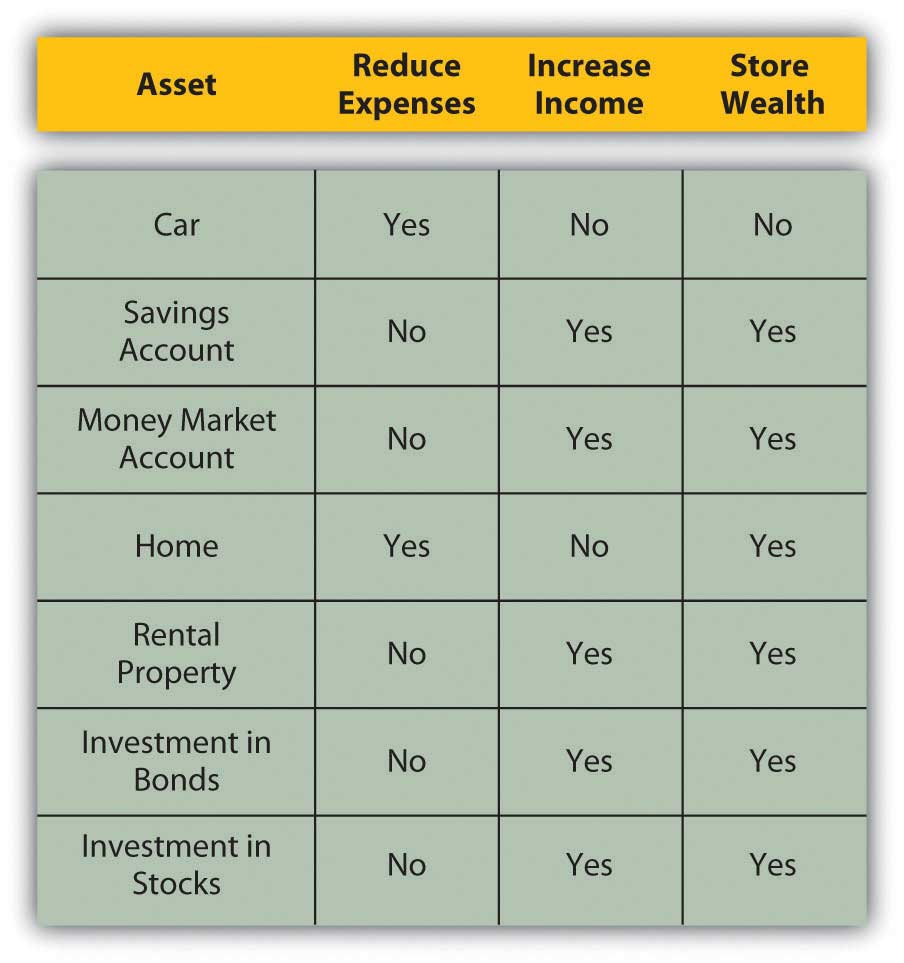 Asset
Reduce
Expenses
Increase
Income
Store
Wealth
Car
Yes
No
No
Savings
Account
No
Yes
Yes
Money Market
Account
No
Yes
Yes
Home
Yes
No
Yes
Rental
Property
No
Yes
Yes
Investment in
Bonds
No
Yes
Yes
Investment in
Stocks
No
Yes
Yes